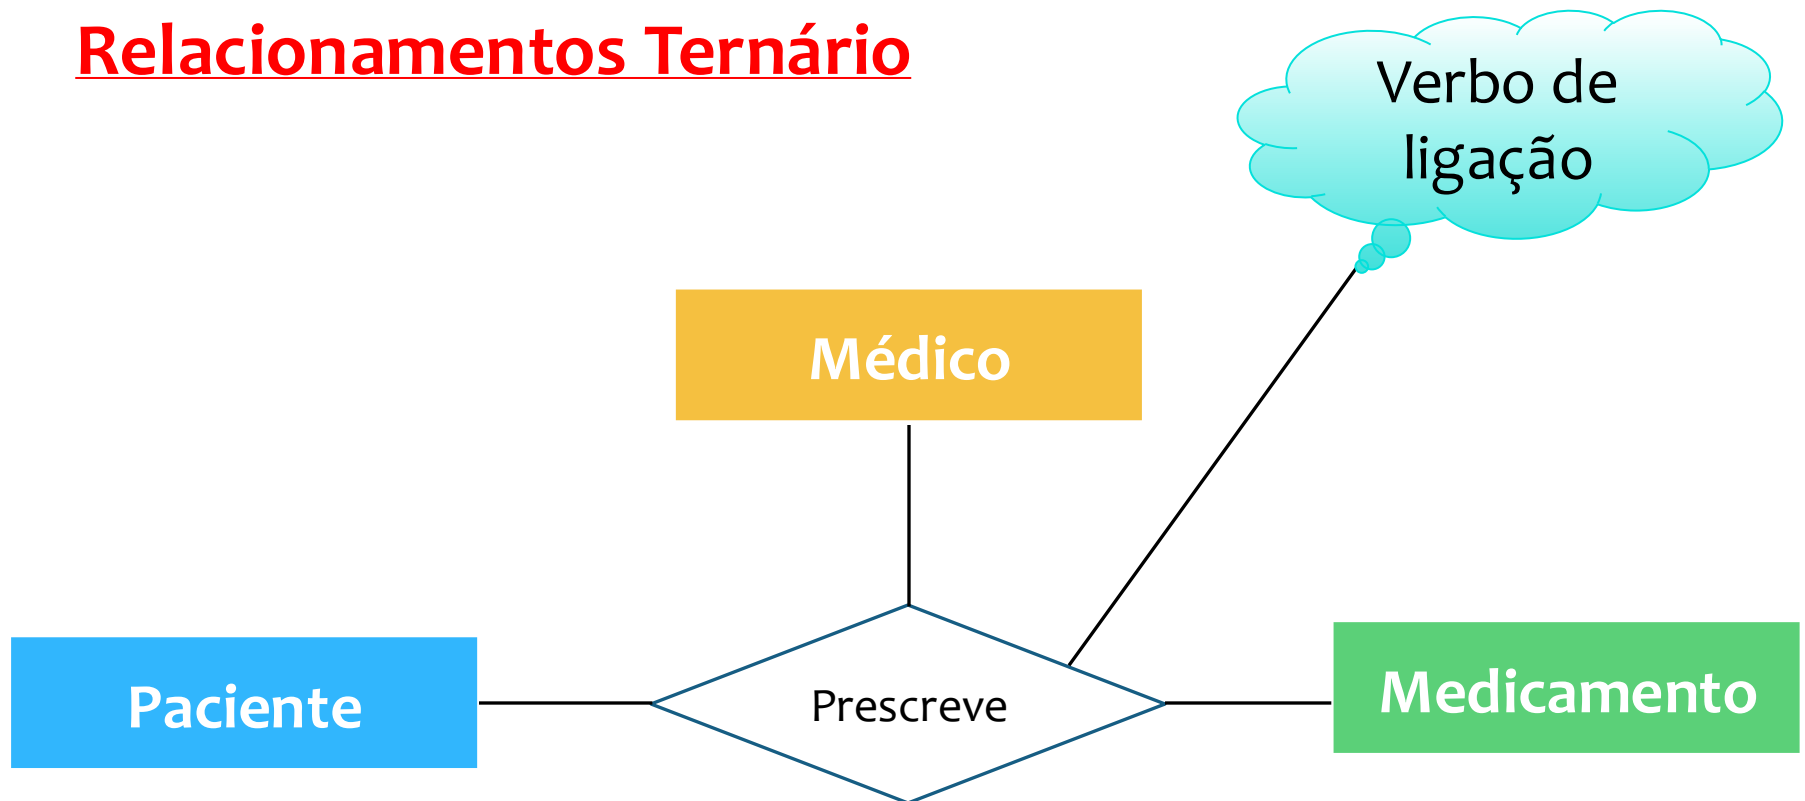 Relacionamentos Ternário
Verbo de
ligação
Médico
Paciente
Prescreve
Medicamento